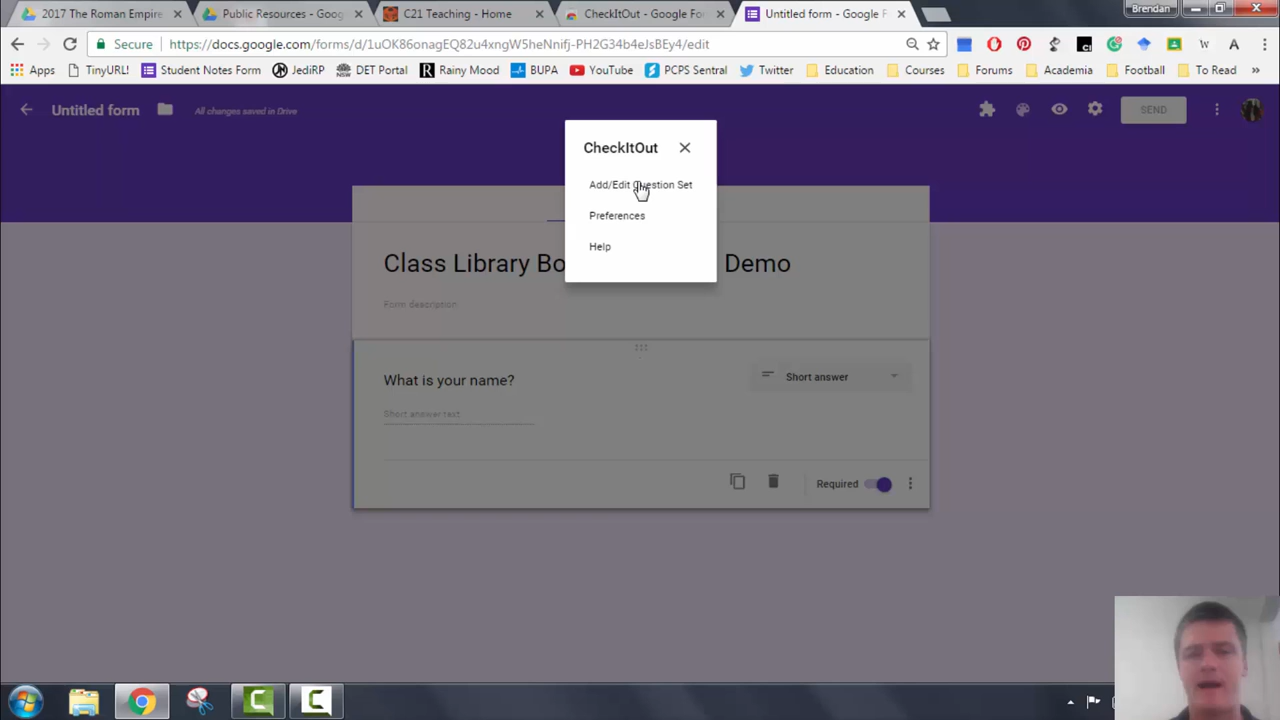 2017 The Roman Empire
Public Resources - Goog
C21 Teaching - Home
CheckItOut - Google Fo
Untitled form - Google F
Brendan
Secure
https://docs.google.com/forms/d/1uOK86snagEQ82u4xngW5heNnifj-PH2G34b4eJsBEy4/edit
Apps
TinyURL!
Student Notes Form
JediRP
DET Portal
Rainy Mood
BUPA
YouTube
PCPS Sentral
Twitter
Education
Courses
Forums
Academia
Football
To Read
»
Untitled form
All changes saved in Drive
SEND
CheckItOut
Add/Edit Question Set
Preferences
Help
Class Library Bo
Demo
Form description
What is your name?
Short answer
Short answer text
Required